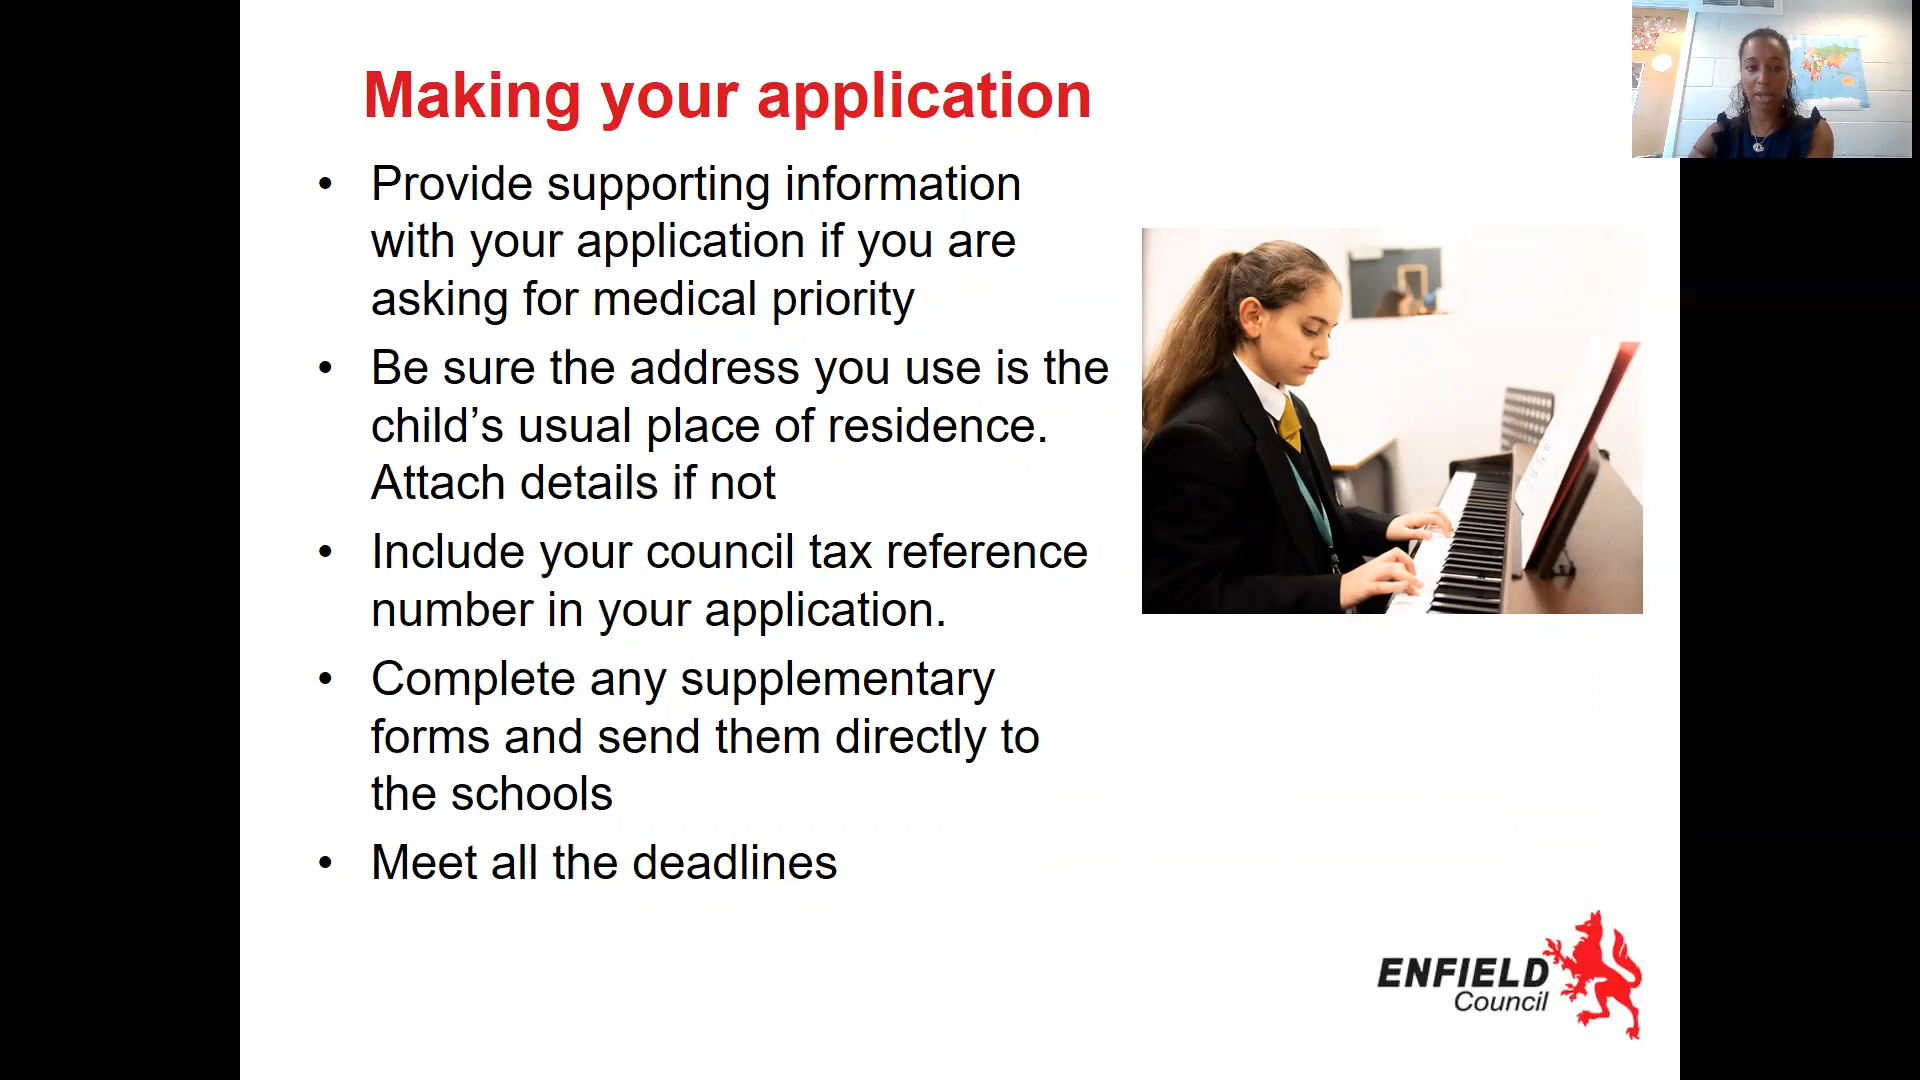 Making your application
• Provide supporting information
with your application if you are
asking for medical priority
• Be sure the address you use is the
child’s usual place of residence.
Attach details if not
• Include your council tax reference
number in your application.
• Complete any supplementary
forms and send them directly to
the schools
• Meet all the deadlines
ENFIELD
Council